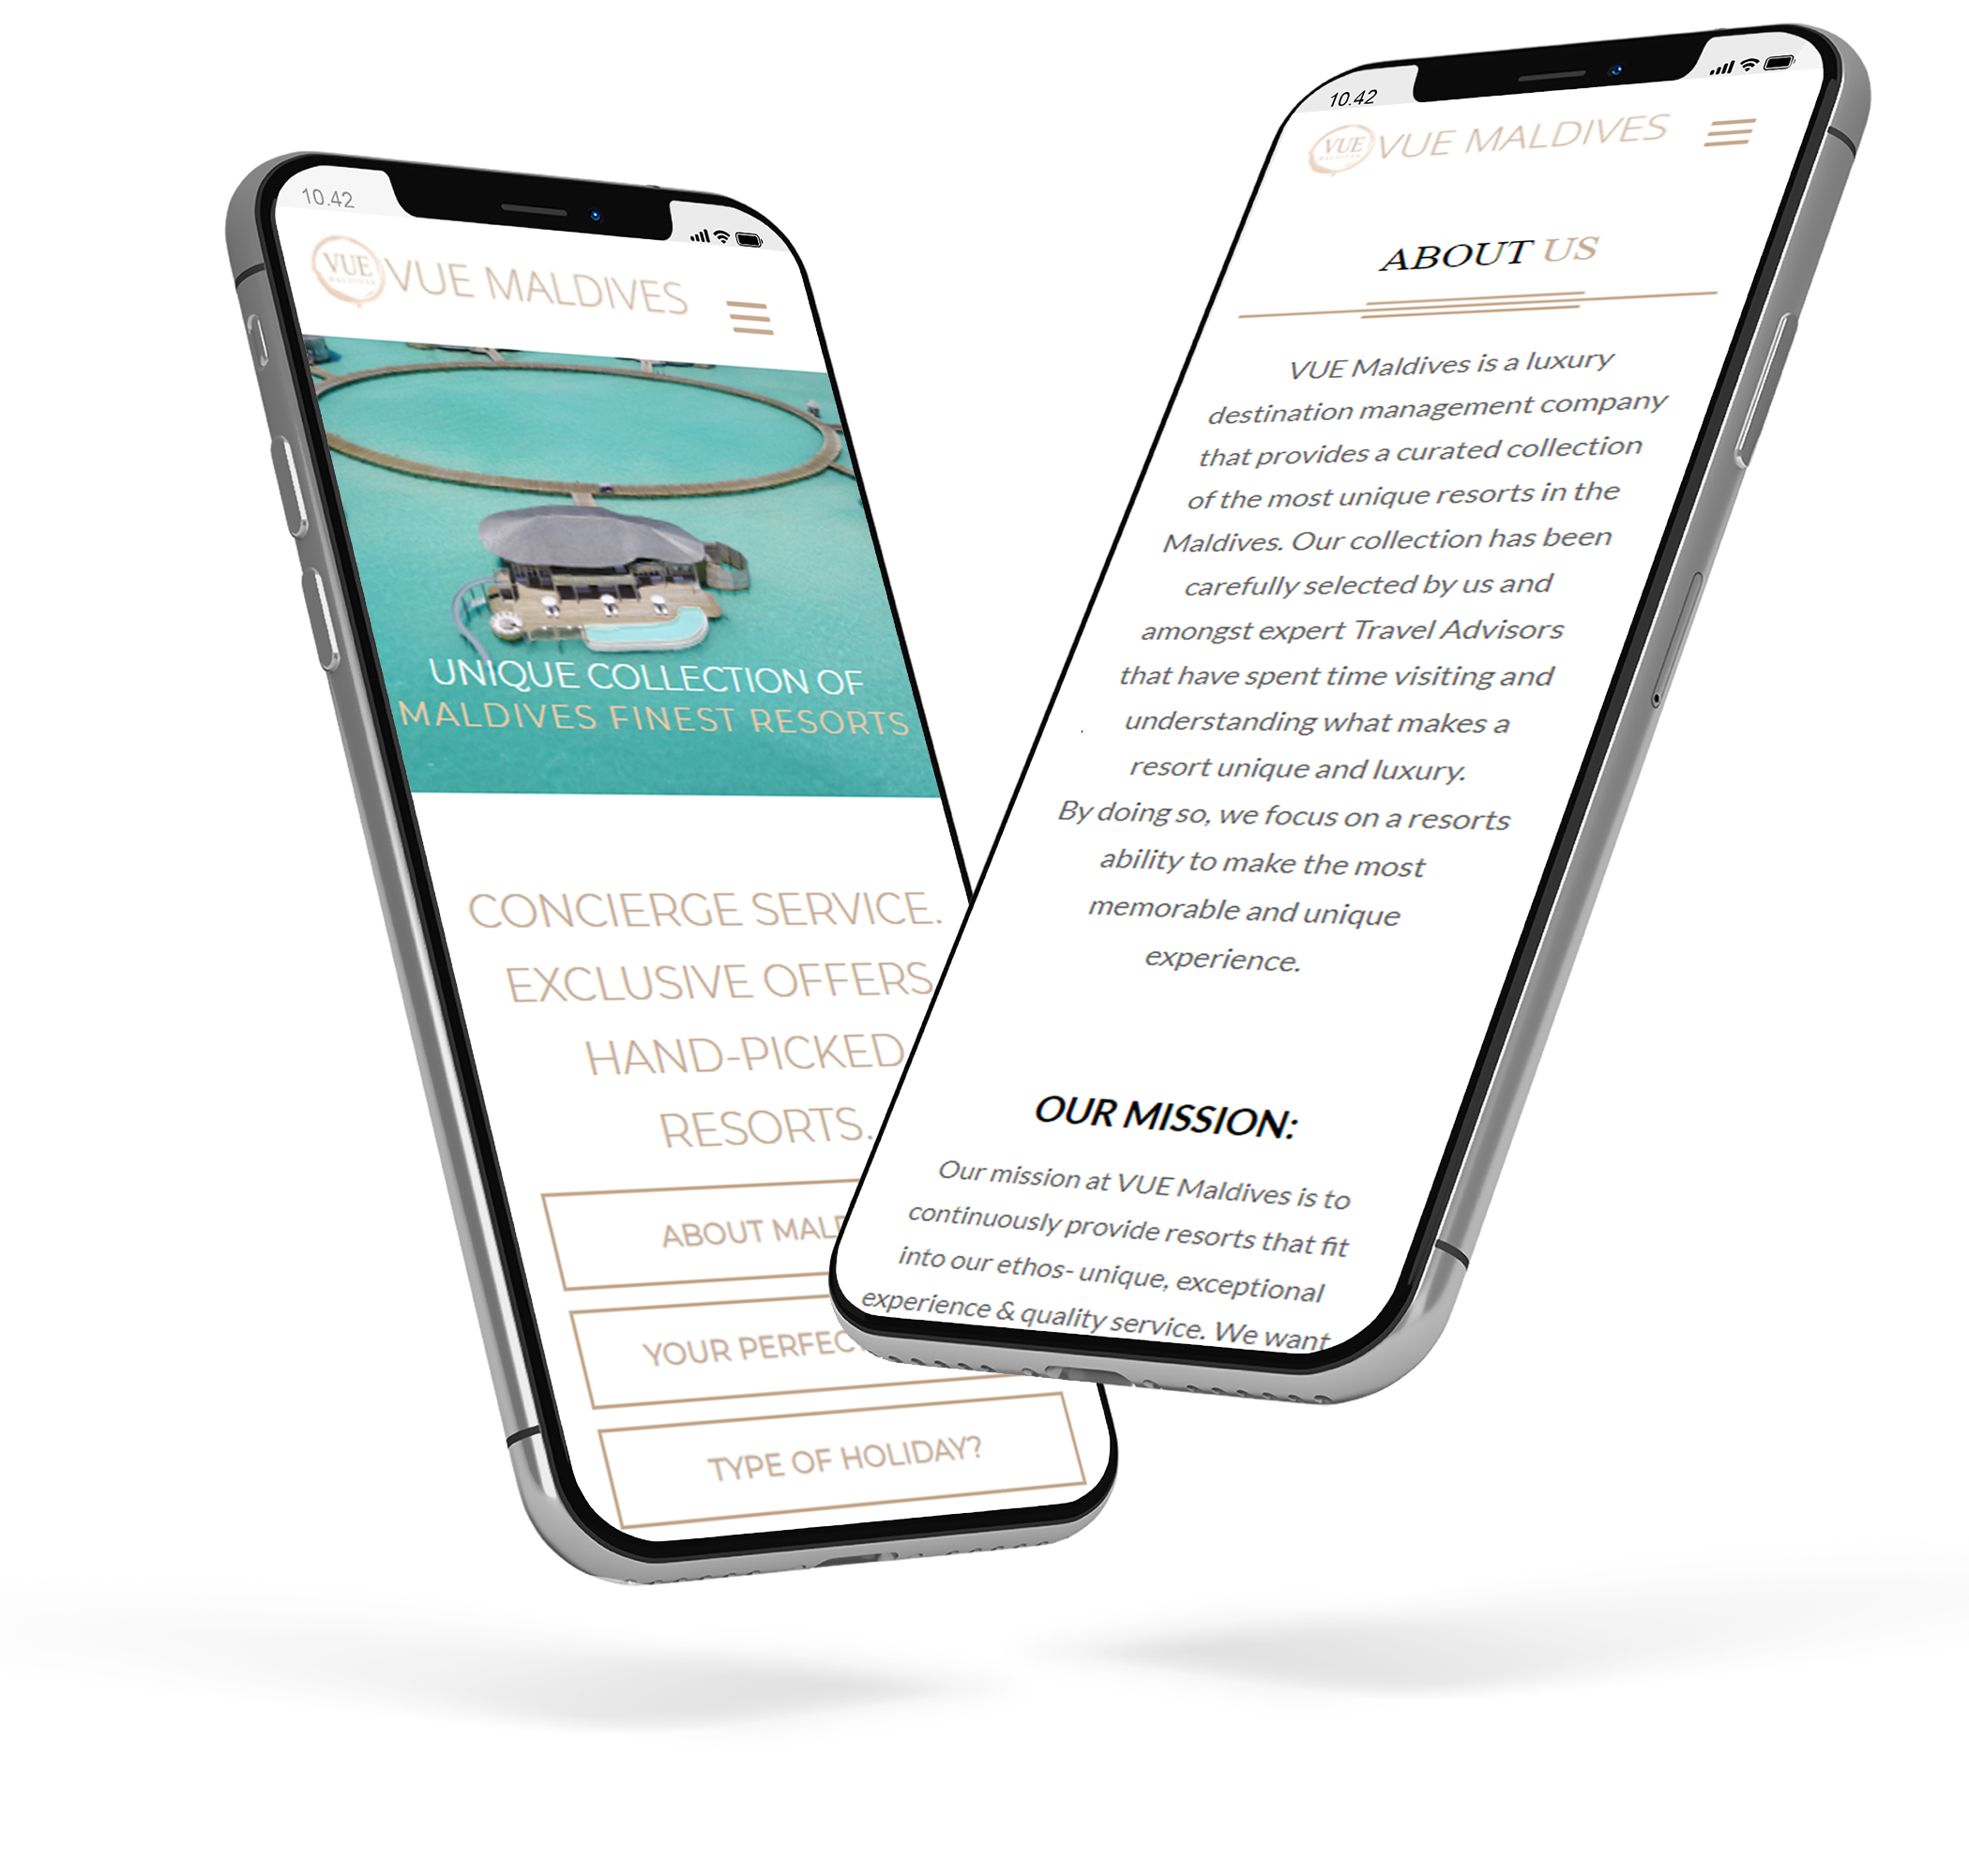 10.42
VUE
MALDIVES
VUE MALDIVES
UNIQUE COLLECTION OF
MALDIVES FINEST RESORTS
CONCIERGE SERVICE.
EXCLUSIVE OFFERS
HAND-PICKED
RESORTS.
ABOUT MALD
YOUR PERFEC
TYPE OF HOLIDAY?
10.42
VUE
MALDIVES
VUE MALDIVES
ABOUT US
VUE Maldives is a luxury
destination management company
that provides a curated collection
of the most unique resorts in the
Maldives. Our collection has been
carefully selected by us and
amongst expert Travel Advisors
that have spent time visiting and
understanding what makes a
resort unique and luxury.
By doing so, we focus on a resorts
ability to make the most
memorable and unique
experience.
OUR MISSION:
Our mission at VUE Maldives is to
continuously provide resorts that fit
into our ethos- unique, exceptional
experience & quality service. We want